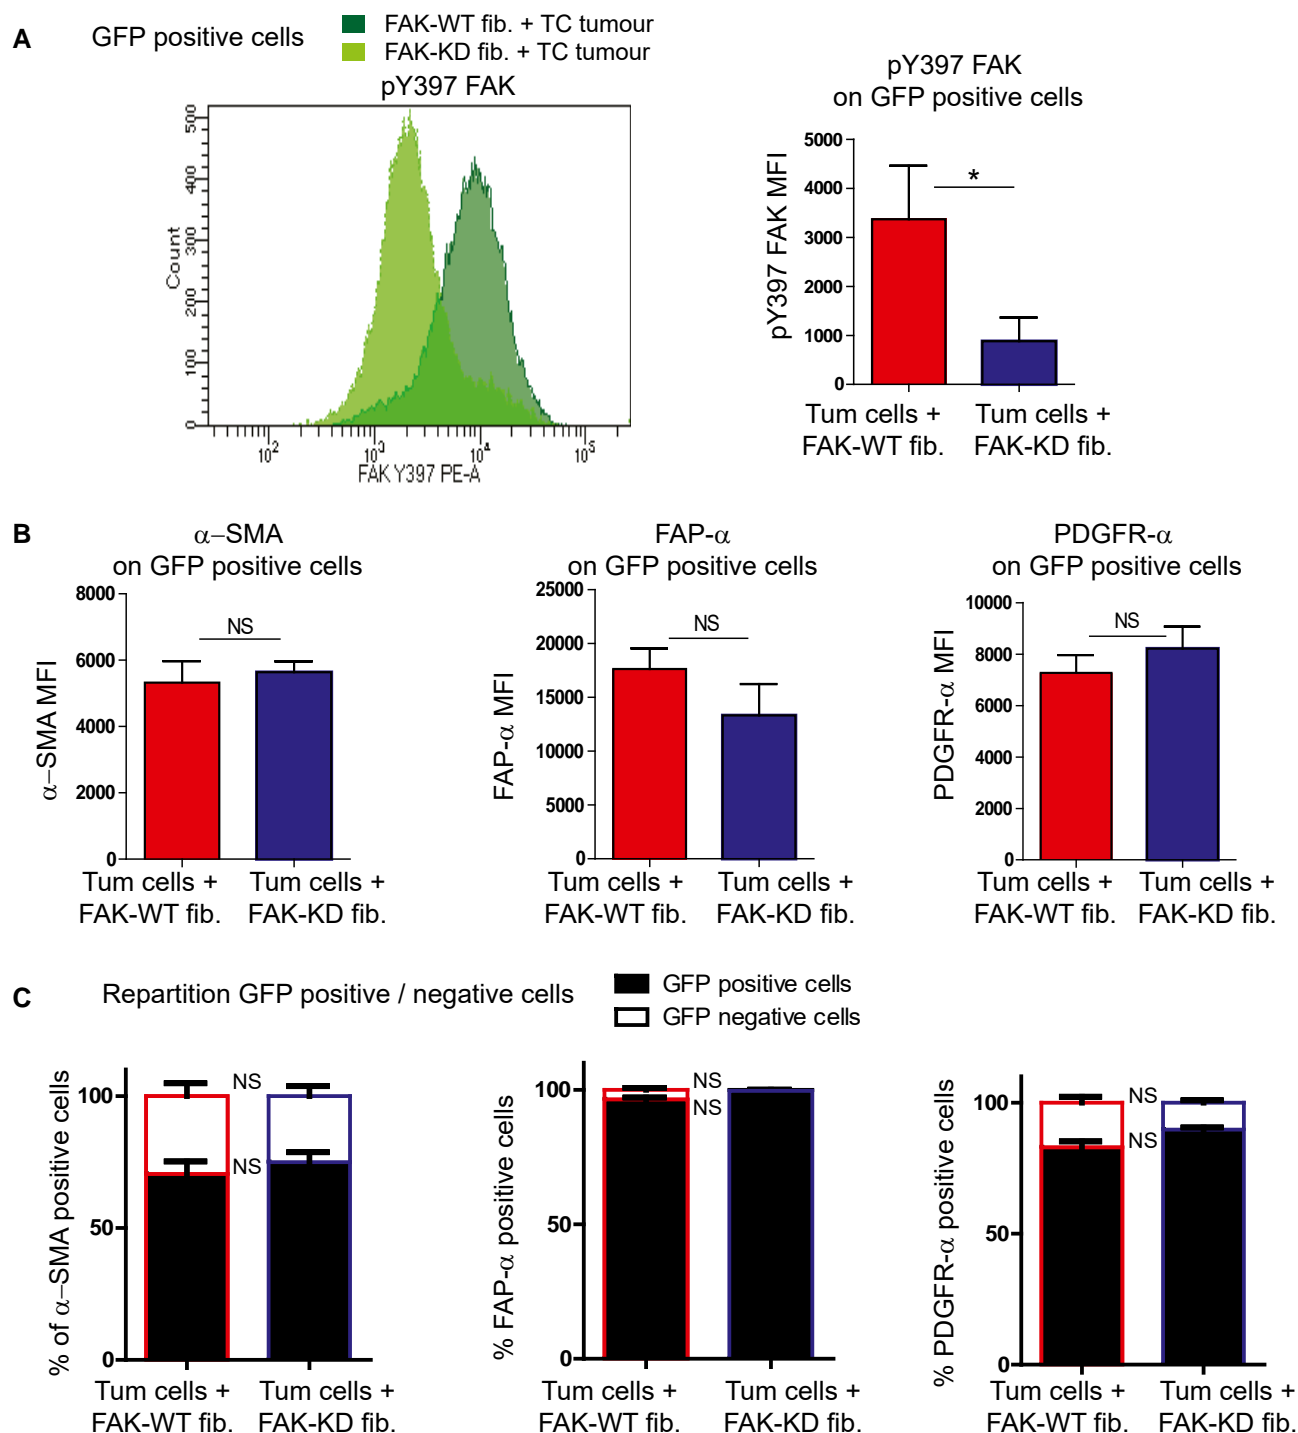 A
GFP positive cells
FAK-WT fib. + TC tumour
FAK-KD fib. + TC tumour
pY397 FAK
500
400
300
200
100
0
Count
10²
10³
10⁴
10⁵
FAK Y397 PE-A
pY397 FAK
on GFP positive cells
pY397 FAK MFI
5000
4000
3000
2000
1000
0
*
Tum cells +
FAK-WT fib.
Tum cells +
FAK-KD fib.
B
α–SMA
on GFP positive cells
α–SMA MFI
8000
6000
4000
2000
0
NS
Tum cells +
FAK-WT fib.
Tum cells +
FAK-KD fib.
FAP-α
on GFP positive cells
FAP-α MFI
25000
20000
15000
10000
5000
0
NS
Tum cells +
FAK-WT fib.
Tum cells +
FAK-KD fib.
PDGFR-α
on GFP positive cells
PDGFR-α MFI
10000
8000
6000
4000
2000
0
NS
Tum cells +
FAK-WT fib.
Tum cells +
FAK-KD fib.
C
Repartition GFP positive / negative cells
GFP positive cells
GFP negative cells
% of α–SMA positive cells
100
50
0
NS
NS
Tum cells +
FAK-WT fib.
Tum cells +
FAK-KD fib.
% FAP-α positive cells
100
50
0
NS
NS
Tum cells +
FAK-WT fib.
Tum cells +
FAK-KD fib.
% PDGFR-α positive cells
100
50
0
NS
NS
Tum cells +
FAK-WT fib.
Tum cells +
FAK-KD fib.